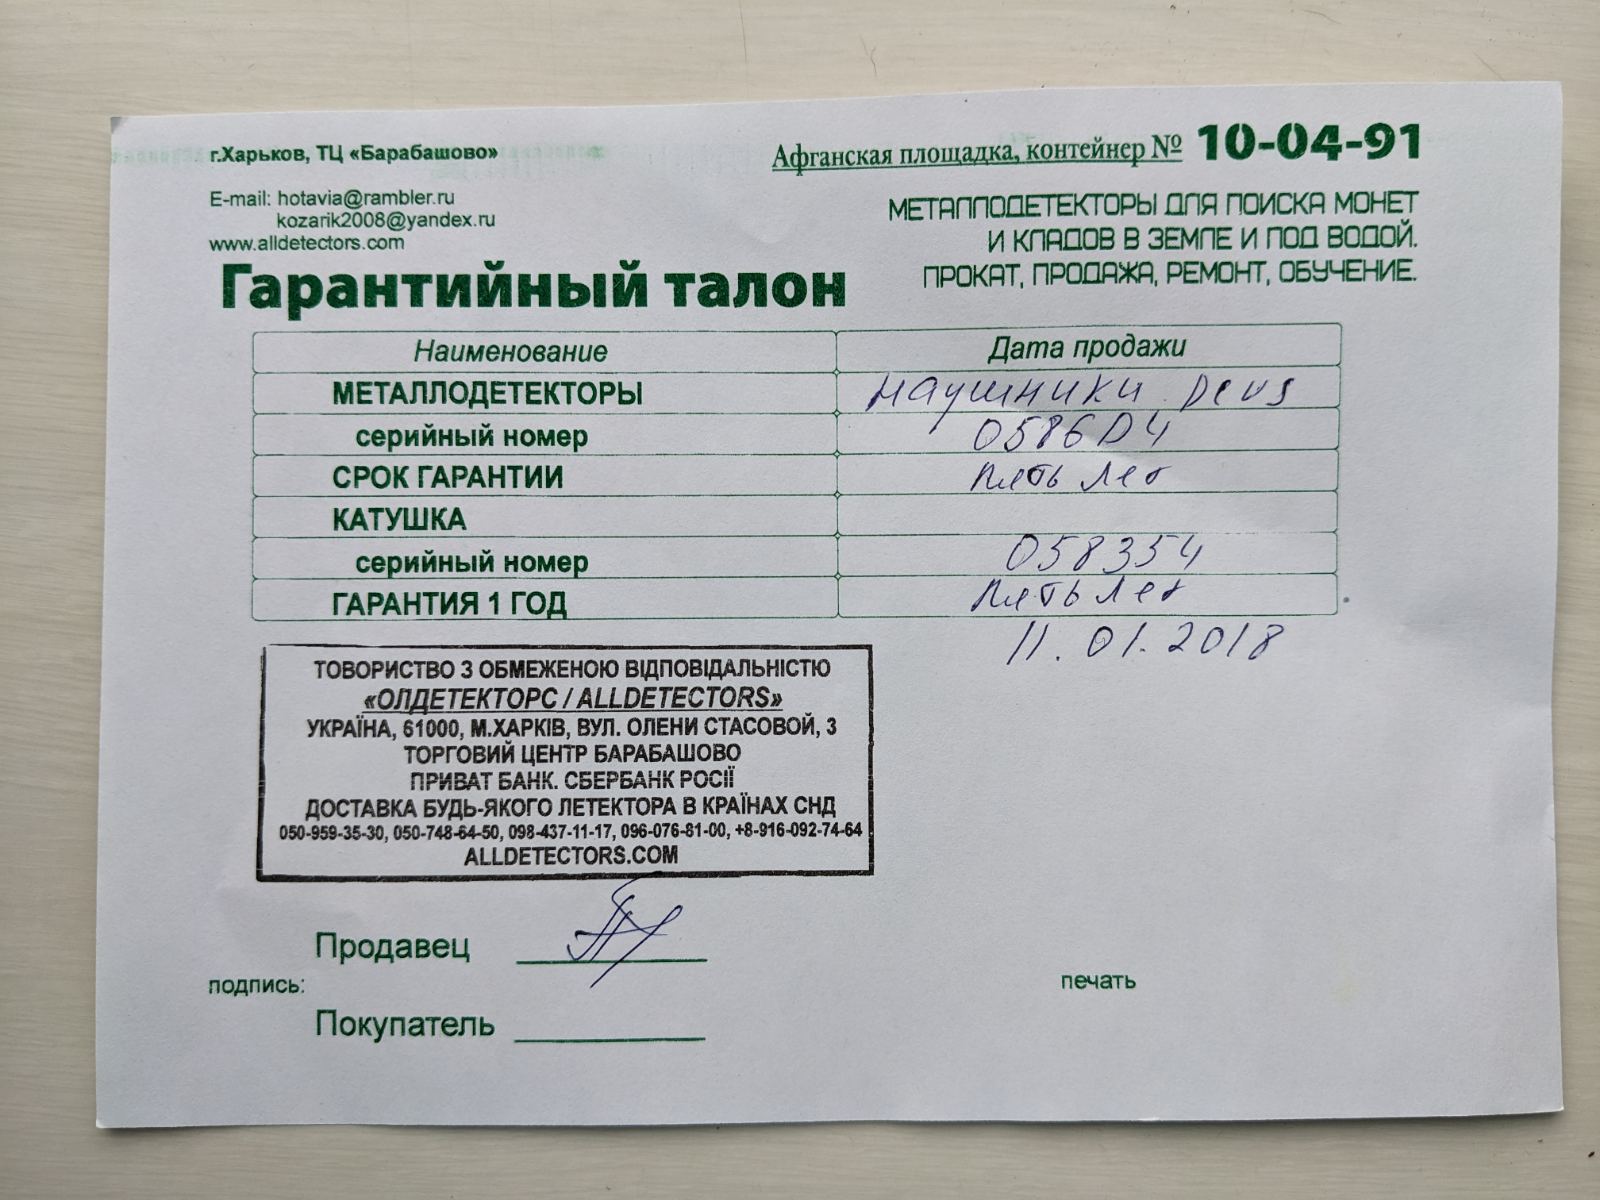 г.Харьков, ТЦ «Барабашово»
Афганская площадка, контейнер № 10-04-91
E-mail: hotavia@rambler.ru
kozarik2008@yandex.ru
www.alldetectors.com
МЕТАЛЛОДЕТЕКТОРЫ ДЛЯ ПОИСКА МОНЕТ
И КЛАДОВ В ЗЕМЛЕ И ПОД ВОДОЙ.
ПРОКАТ, ПРОДАЖА, РЕМОНТ, ОБУЧЕНИЕ.
Гарантийный талон
Наименование Дата продажи
МЕТАЛЛОДЕТЕКТОРЫ наушники Deus
серийный номер 0586D4
СРОК ГАРАНТИИ пять лет
КАТУШКА
серийный номер 058354
ГАРАНТИЯ 1 ГОД пять лет
11.01.2018
ТОВОРИСТВО З ОБМЕЖЕНОЮ ВІДПОВІДАЛЬНІСТЮ
«ОЛДЕТЕКТОРС / ALLDETECTORS»
УКРАЇНА, 61000, М.ХАРКІВ, ВУЛ. ОЛЕНИ СТАСОВОЙ, 3
ТОРГОВИЙ ЦЕНТР БАРАБАШОВО
ПРИВАТ БАНК. СБЕРБАНК РОСІЇ
ДОСТАВКА БУДЬ-ЯКОГО ЛЕТЕКТОРА В КРАЇНАХ СНД
050-959-35-30, 050-748-64-50, 098-437-11-17, 096-076-81-00, +8-916-092-74-64
ALLDETECTORS.COM
Продавец
подпись:
печать
Покупатель